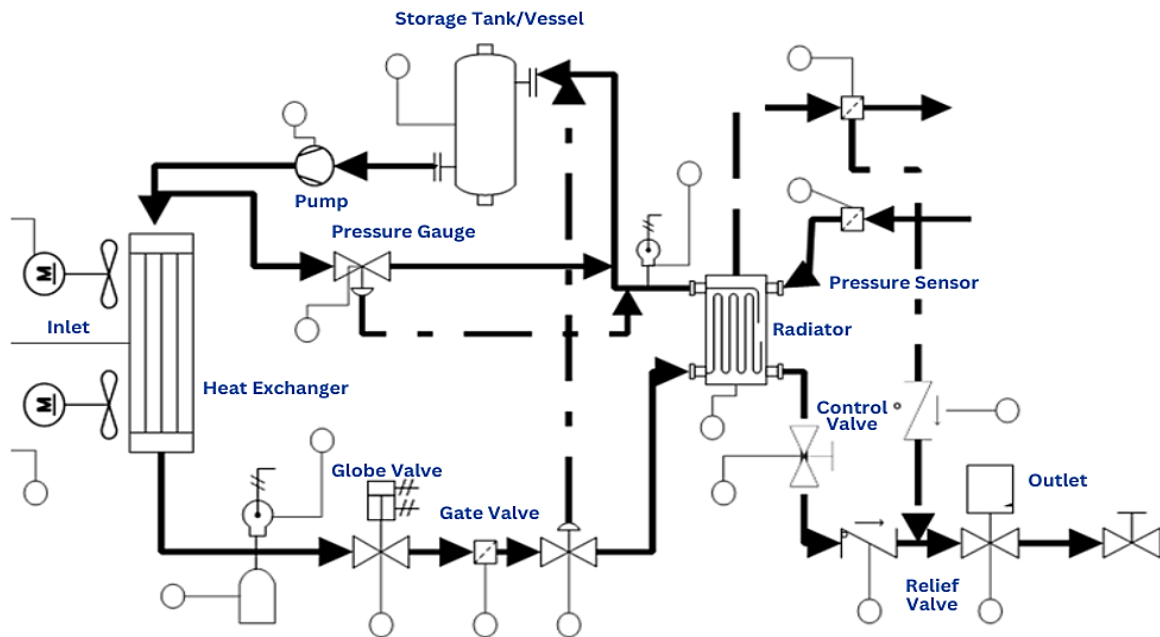 Storage Tank/Vessel
Pump
Pressure Gauge
Pressure Sensor
M
Inlet
Radiator
Heat Exchanger
M
Control
Valve
Globe Valve
Outlet
Gate Valve
Relief
Valve